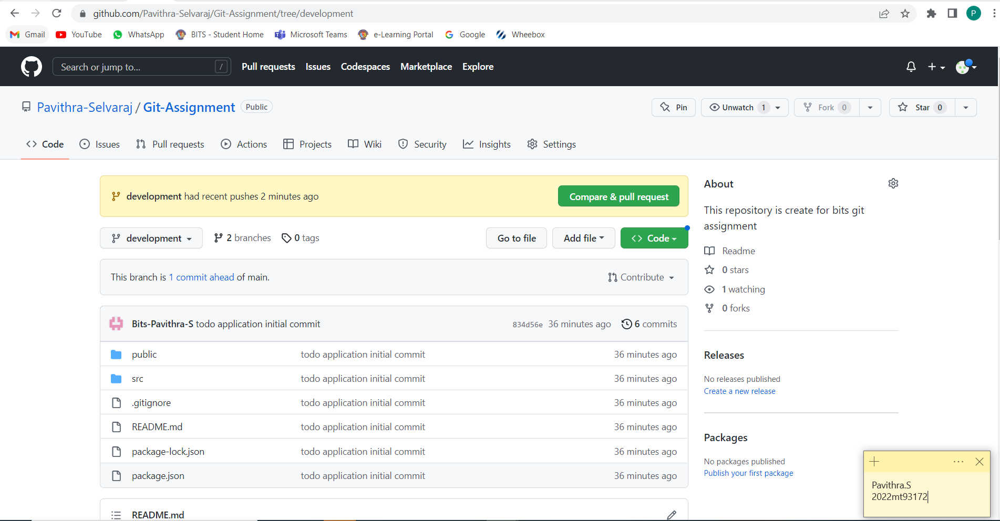 github.com/Pavithra-Selvaraj/Git-Assignment/tree/development
P
Gmail YouTube WhatsApp BITS - Student Home Microsoft Teams e-Learning Portal Google Wheebox
Search or jump to... / Pull requests Issues Codespaces Marketplace Explore
Pavithra-Selvaraj / Git-Assignment Public Pin Unwatch 1 Fork 0 Star 0
Code Issues Pull requests Actions Projects Wiki Security Insights Settings
development had recent pushes 2 minutes ago Compare & pull request
development 2 branches 0 tags Go to file Add file Code
This branch is 1 commit ahead of main. Contribute
Bits-Pavithra-S todo application initial commit 834d56e 36 minutes ago 6 commits
public todo application initial commit 36 minutes ago
src todo application initial commit 36 minutes ago
.gitignore todo application initial commit 36 minutes ago
README.md todo application initial commit 36 minutes ago
package-lock.json todo application initial commit 36 minutes ago
package.json todo application initial commit 36 minutes ago
README.md
About
This repository is create for bits git
assignment
Readme
0 stars
1 watching
0 forks
Releases
No releases published
Create a new release
Packages
No packages published
Publish your first package
Pavithra.S
2022mt93172